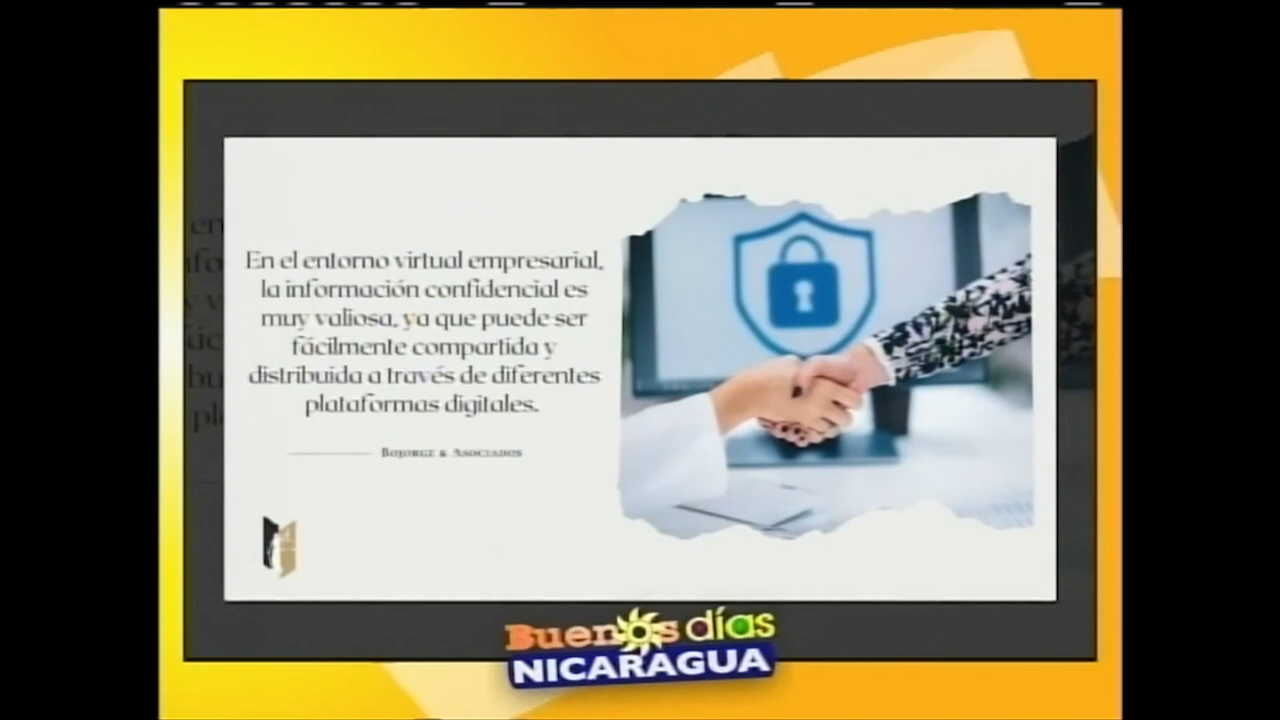 En el entorno virtual empresarial,
la información confidencial es
muy valiosa, ya que puede ser
fácilmente compartida y
distribuida a través de diferentes
plataformas digitales.
Bojorge & Asociados
Buenos días
NICARAGUA